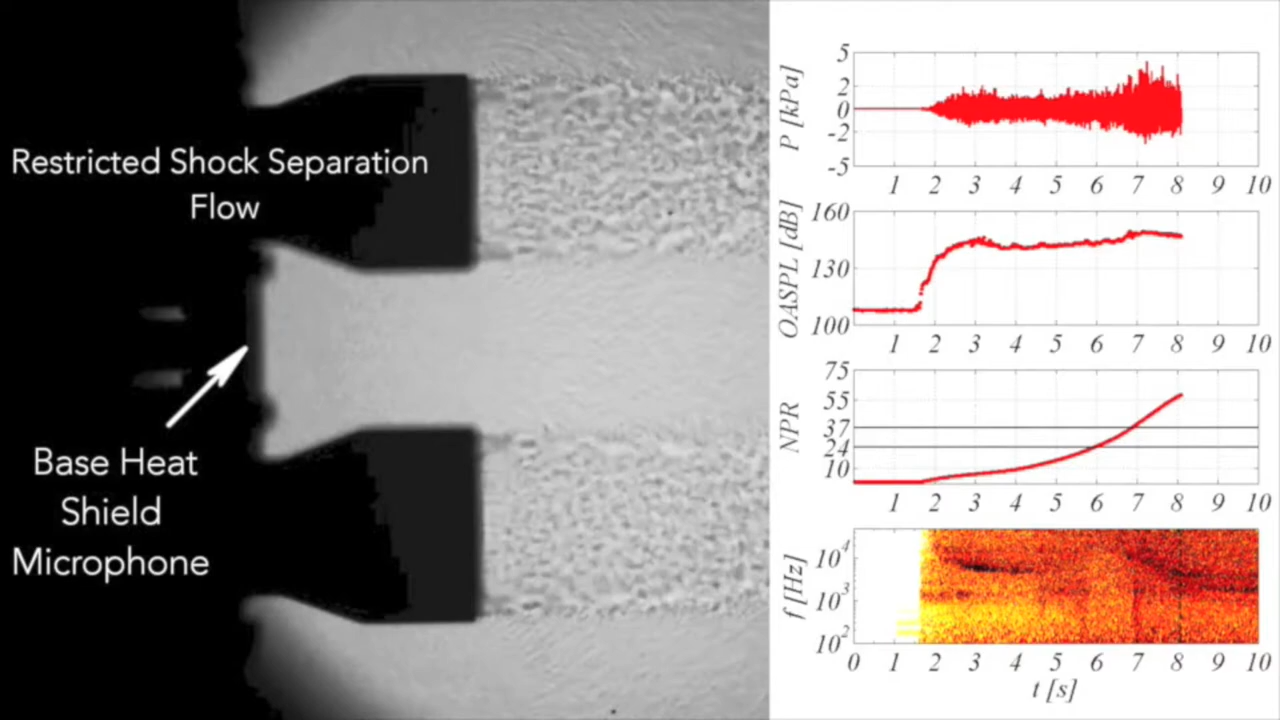 Restricted Shock Separation
Flow
Base Heat
Shield
Microphone
P [kPa]
5
2
0
-2
-5
1 2 3 4 5 6 7 8 9 10
OASPL [dB]
160
130
100
1 2 3 4 5 6 7 8 9 10
NPR
75
55
37
24
10
1 2 3 4 5 6 7 8 9 10
f [Hz]
10⁴
10³
10²
0 1 2 3 4 5 6 7 8 9 10
t [s]